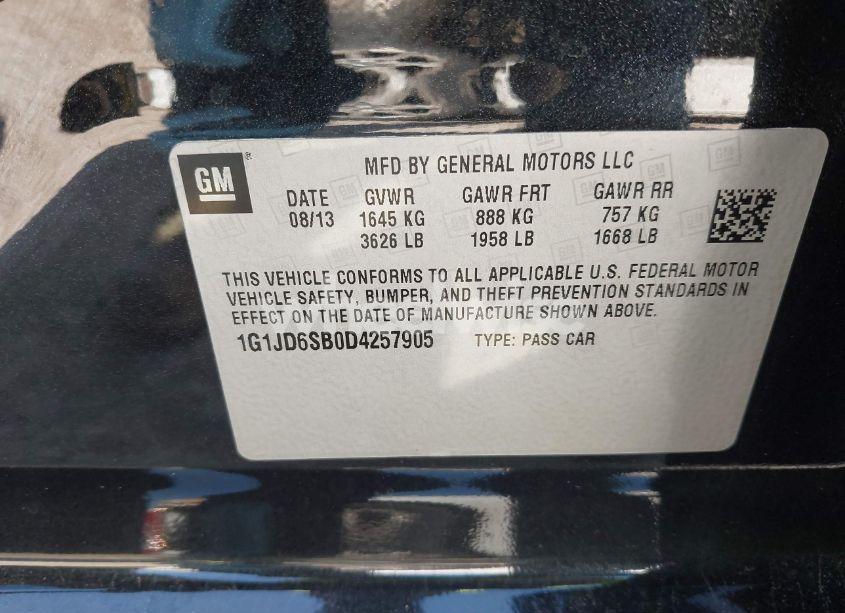 GM
MFD BY GENERAL MOTORS LLC
DATE GVWR GAWR FRT GAWR RR
08/13 1645 KG 888 KG 757 KG
3626 LB 1958 LB 1668 LB
THIS VEHICLE CONFORMS TO ALL APPLICABLE U.S. FEDERAL MOTOR
VEHICLE SAFETY, BUMPER, AND THEFT PREVENTION STANDARDS IN
EFFECT ON THE DATE OF MANUFACTURE SHOWN ABOVE.
1G1JD6SB0D4257905 TYPE: PASS CAR